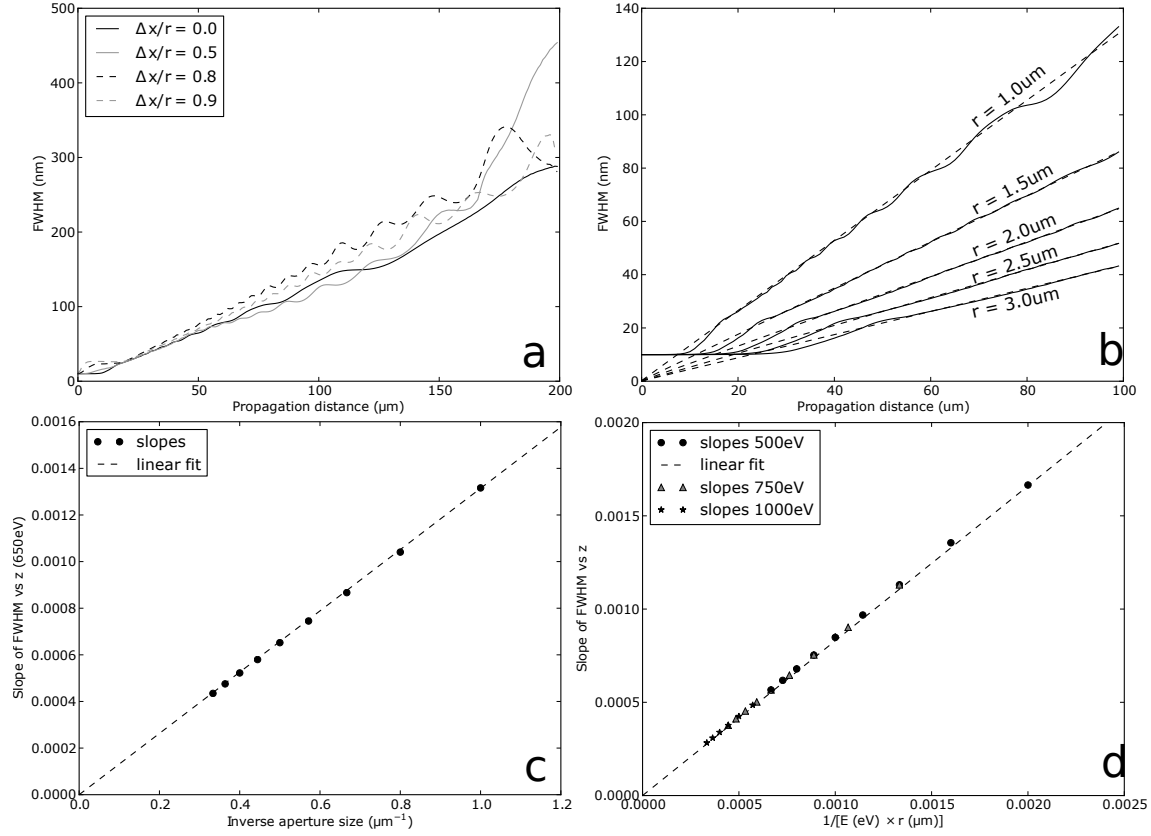 500
400
300
200
100
0
FWHM (nm)
0
50
100
150
200
Propagation distance (μm)
Δx/r = 0.0
Δx/r = 0.5
Δx/r = 0.8
Δx/r = 0.9
a
140
120
100
80
60
40
20
0
FWHM (nm)
0
20
40
60
80
100
Propagation distance (um)
r = 1.0um
r = 1.5um
r = 2.0um
r = 2.5um
r = 3.0um
b
0.0016
0.0014
0.0012
0.0010
0.0008
0.0006
0.0004
0.0002
0.0000
Slope of FWHM vs z (650eV)
0.0
0.2
0.4
0.6
0.8
1.0
1.2
Inverse aperture size (μm⁻¹)
slopes
linear fit
c
0.0020
0.0015
0.0010
0.0005
0.0000
Slope of FWHM vs z
0.0000
0.0005
0.0010
0.0015
0.0020
0.0025
1/[E (eV) × r (μm)]
slopes 500eV
linear fit
slopes 750eV
slopes 1000eV
d